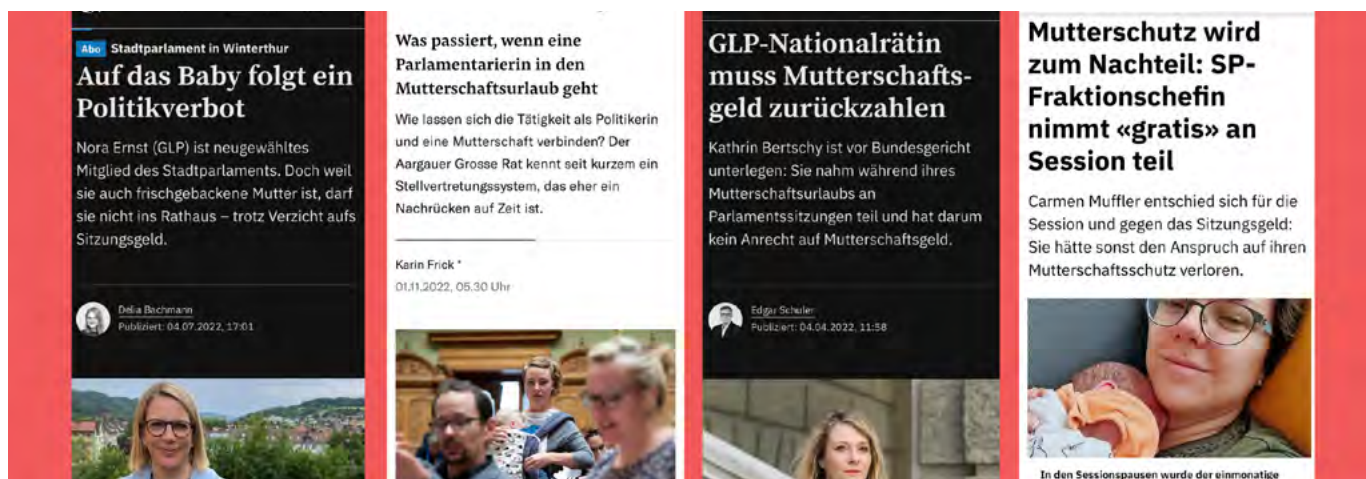 Abo Stadtparlament in Winterthur
Auf das Baby folgt ein
Politikverbot
Nora Ernst (GLP) ist neugewähltes
Mitglied des Stadtparlaments. Doch weil
sie auch frischgebackene Mutter ist, darf
sie nicht ins Rathaus – trotz Verzicht aufs
Sitzungsgeld.
Delia Bachmann
Publiziert: 04.07.2022, 17:01
Was passiert, wenn eine
Parlamentarierin in den
Mutterschaftsurlaub geht
Wie lassen sich die Tätigkeit als Politikerin
und eine Mutterschaft verbinden? Der
Aargauer Grosse Rat kennt seit kurzem ein
Stellvertretungssystem, das eher ein
Nachrücken auf Zeit ist.
Karin Frick *
01.11.2022, 05.30 Uhr
GLP-Nationalrätin
muss Mutterschafts-
geld zurückzahlen
Kathrin Bertschy ist vor Bundesgericht
unterlegen: Sie nahm während ihres
Mutterschaftsurlaubs an
Parlamentssitzungen teil und hat darum
kein Anrecht auf Mutterschaftsgeld.
Edgar Schuler
Publiziert: 04.04.2022, 11:58
Mutterschutz wird
zum Nachteil: SP-
Fraktionschefin
nimmt «gratis» an
Session teil
Carmen Muffler entschied sich für die
Session und gegen das Sitzungsgeld:
Sie hätte sonst den Anspruch auf ihren
Mutterschaftsschutz verloren.
In den Sessionspausen wurde der einmonatige